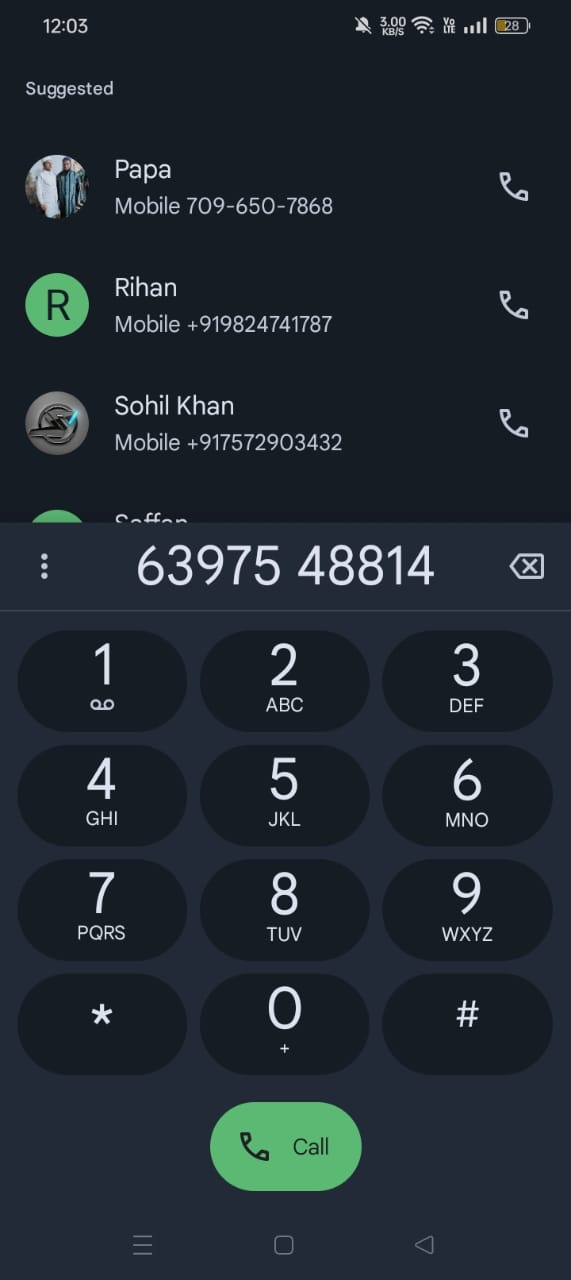 12:03
3.00 KB/S Vo LTE 28
Suggested
Papa
Mobile 709-650-7868
R
Rihan
Mobile +919824741787
Sohil Khan
Mobile +917572903432
63975 48814
1 2 3
ABC DEF
4 5 6
GHI JKL MNO
7 8 9
PQRS TUV WXYZ
* 0 #
+
Call